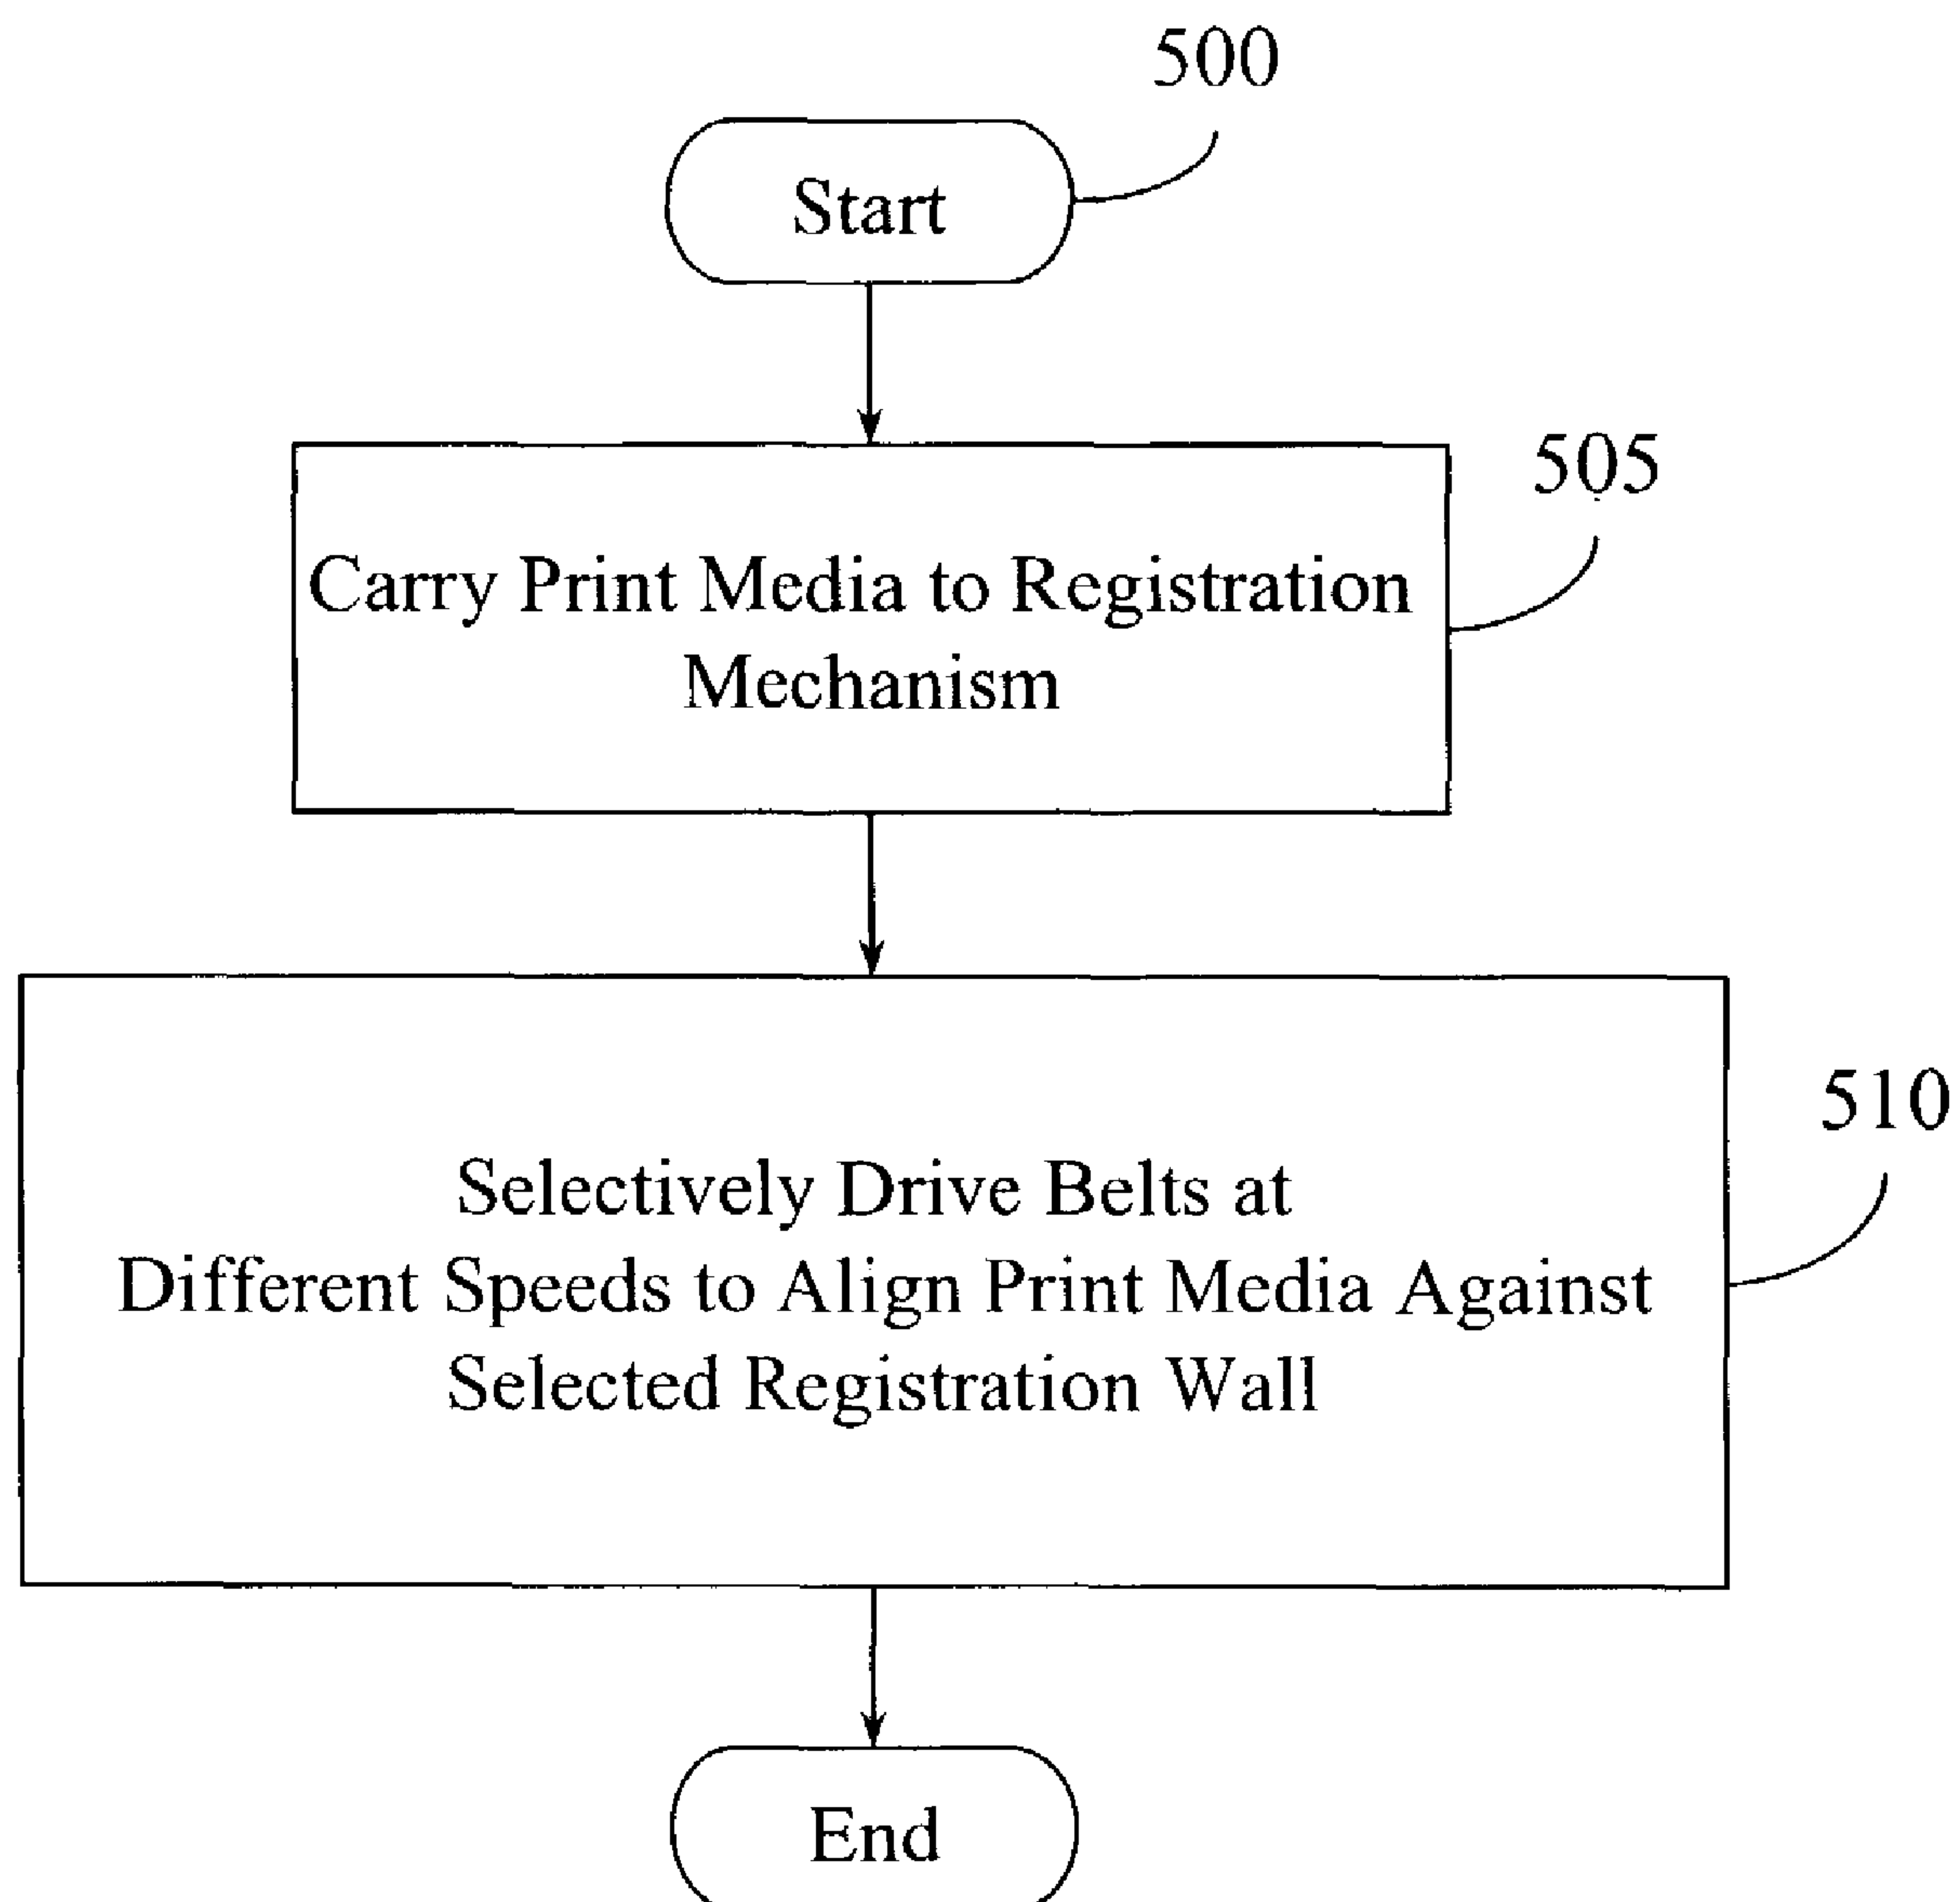 500
Start
505
Carry Print Media to Registration
Mechanism
510
Selectively Drive Belts at
Different Speeds to Align Print Media Against
Selected Registration Wall
End